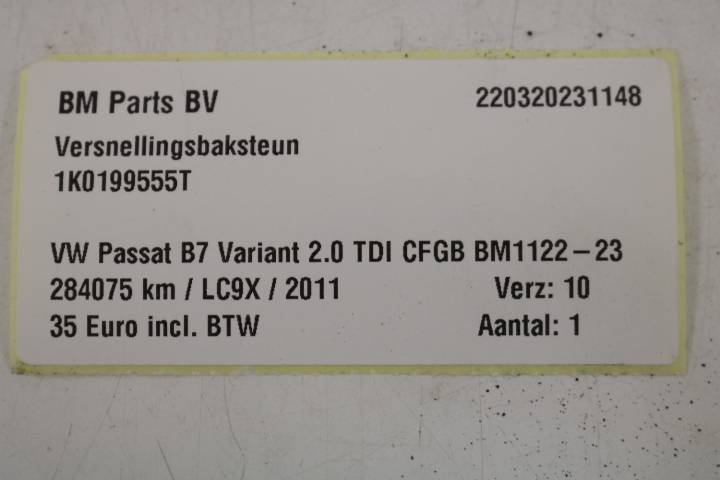 BM Parts BV 220320231148
Versnellingsbaksteun
1K0199555T
VW Passat B7 Variant 2.0 TDI CFGB BM1122-23
284075 km / LC9X / 2011 Verz: 10
35 Euro incl. BTW Aantal: 1